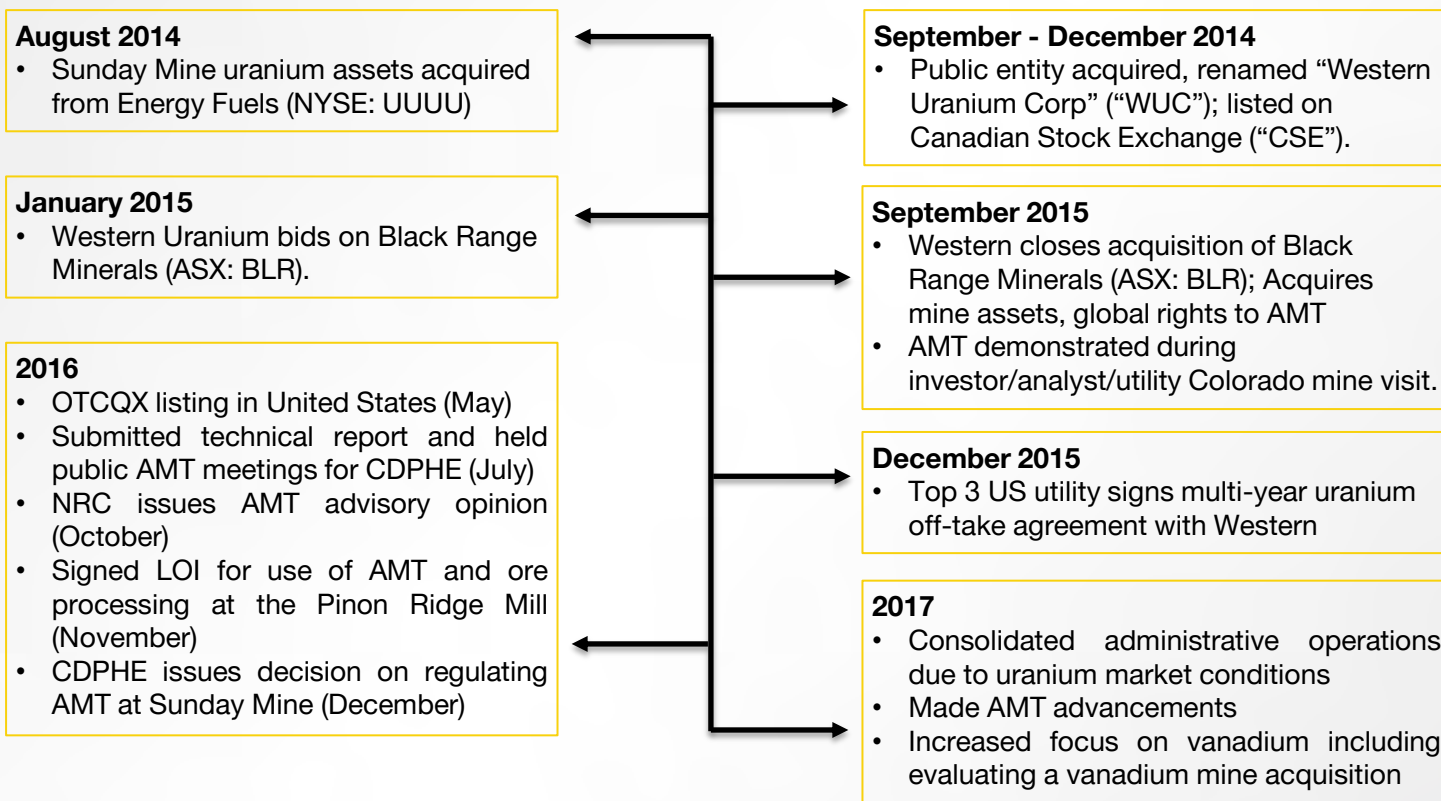 August 2014
• Sunday Mine uranium assets acquired
from Energy Fuels (NYSE: UUUU)
September - December 2014
• Public entity acquired, renamed “Western
Uranium Corp” (“WUC”); listed on
Canadian Stock Exchange (“CSE”).
January 2015
• Western Uranium bids on Black Range
Minerals (ASX: BLR).
September 2015
• Western closes acquisition of Black
Range Minerals (ASX: BLR); Acquires
mine assets, global rights to AMT
• AMT demonstrated during
investor/analyst/utility Colorado mine visit.
December 2015
• Top 3 US utility signs multi-year uranium
off-take agreement with Western
2016
• OTCQX listing in United States (May)
• Submitted technical report and held
public AMT meetings for CDPHE (July)
• NRC issues AMT advisory opinion
(October)
• Signed LOI for use of AMT and ore
processing at the Pinon Ridge Mill
(November)
• CDPHE issues decision on regulating
AMT at Sunday Mine (December)
2017
• Consolidated administrative operations
due to uranium market conditions
• Made AMT advancements
• Increased focus on vanadium including
evaluating a vanadium mine acquisition